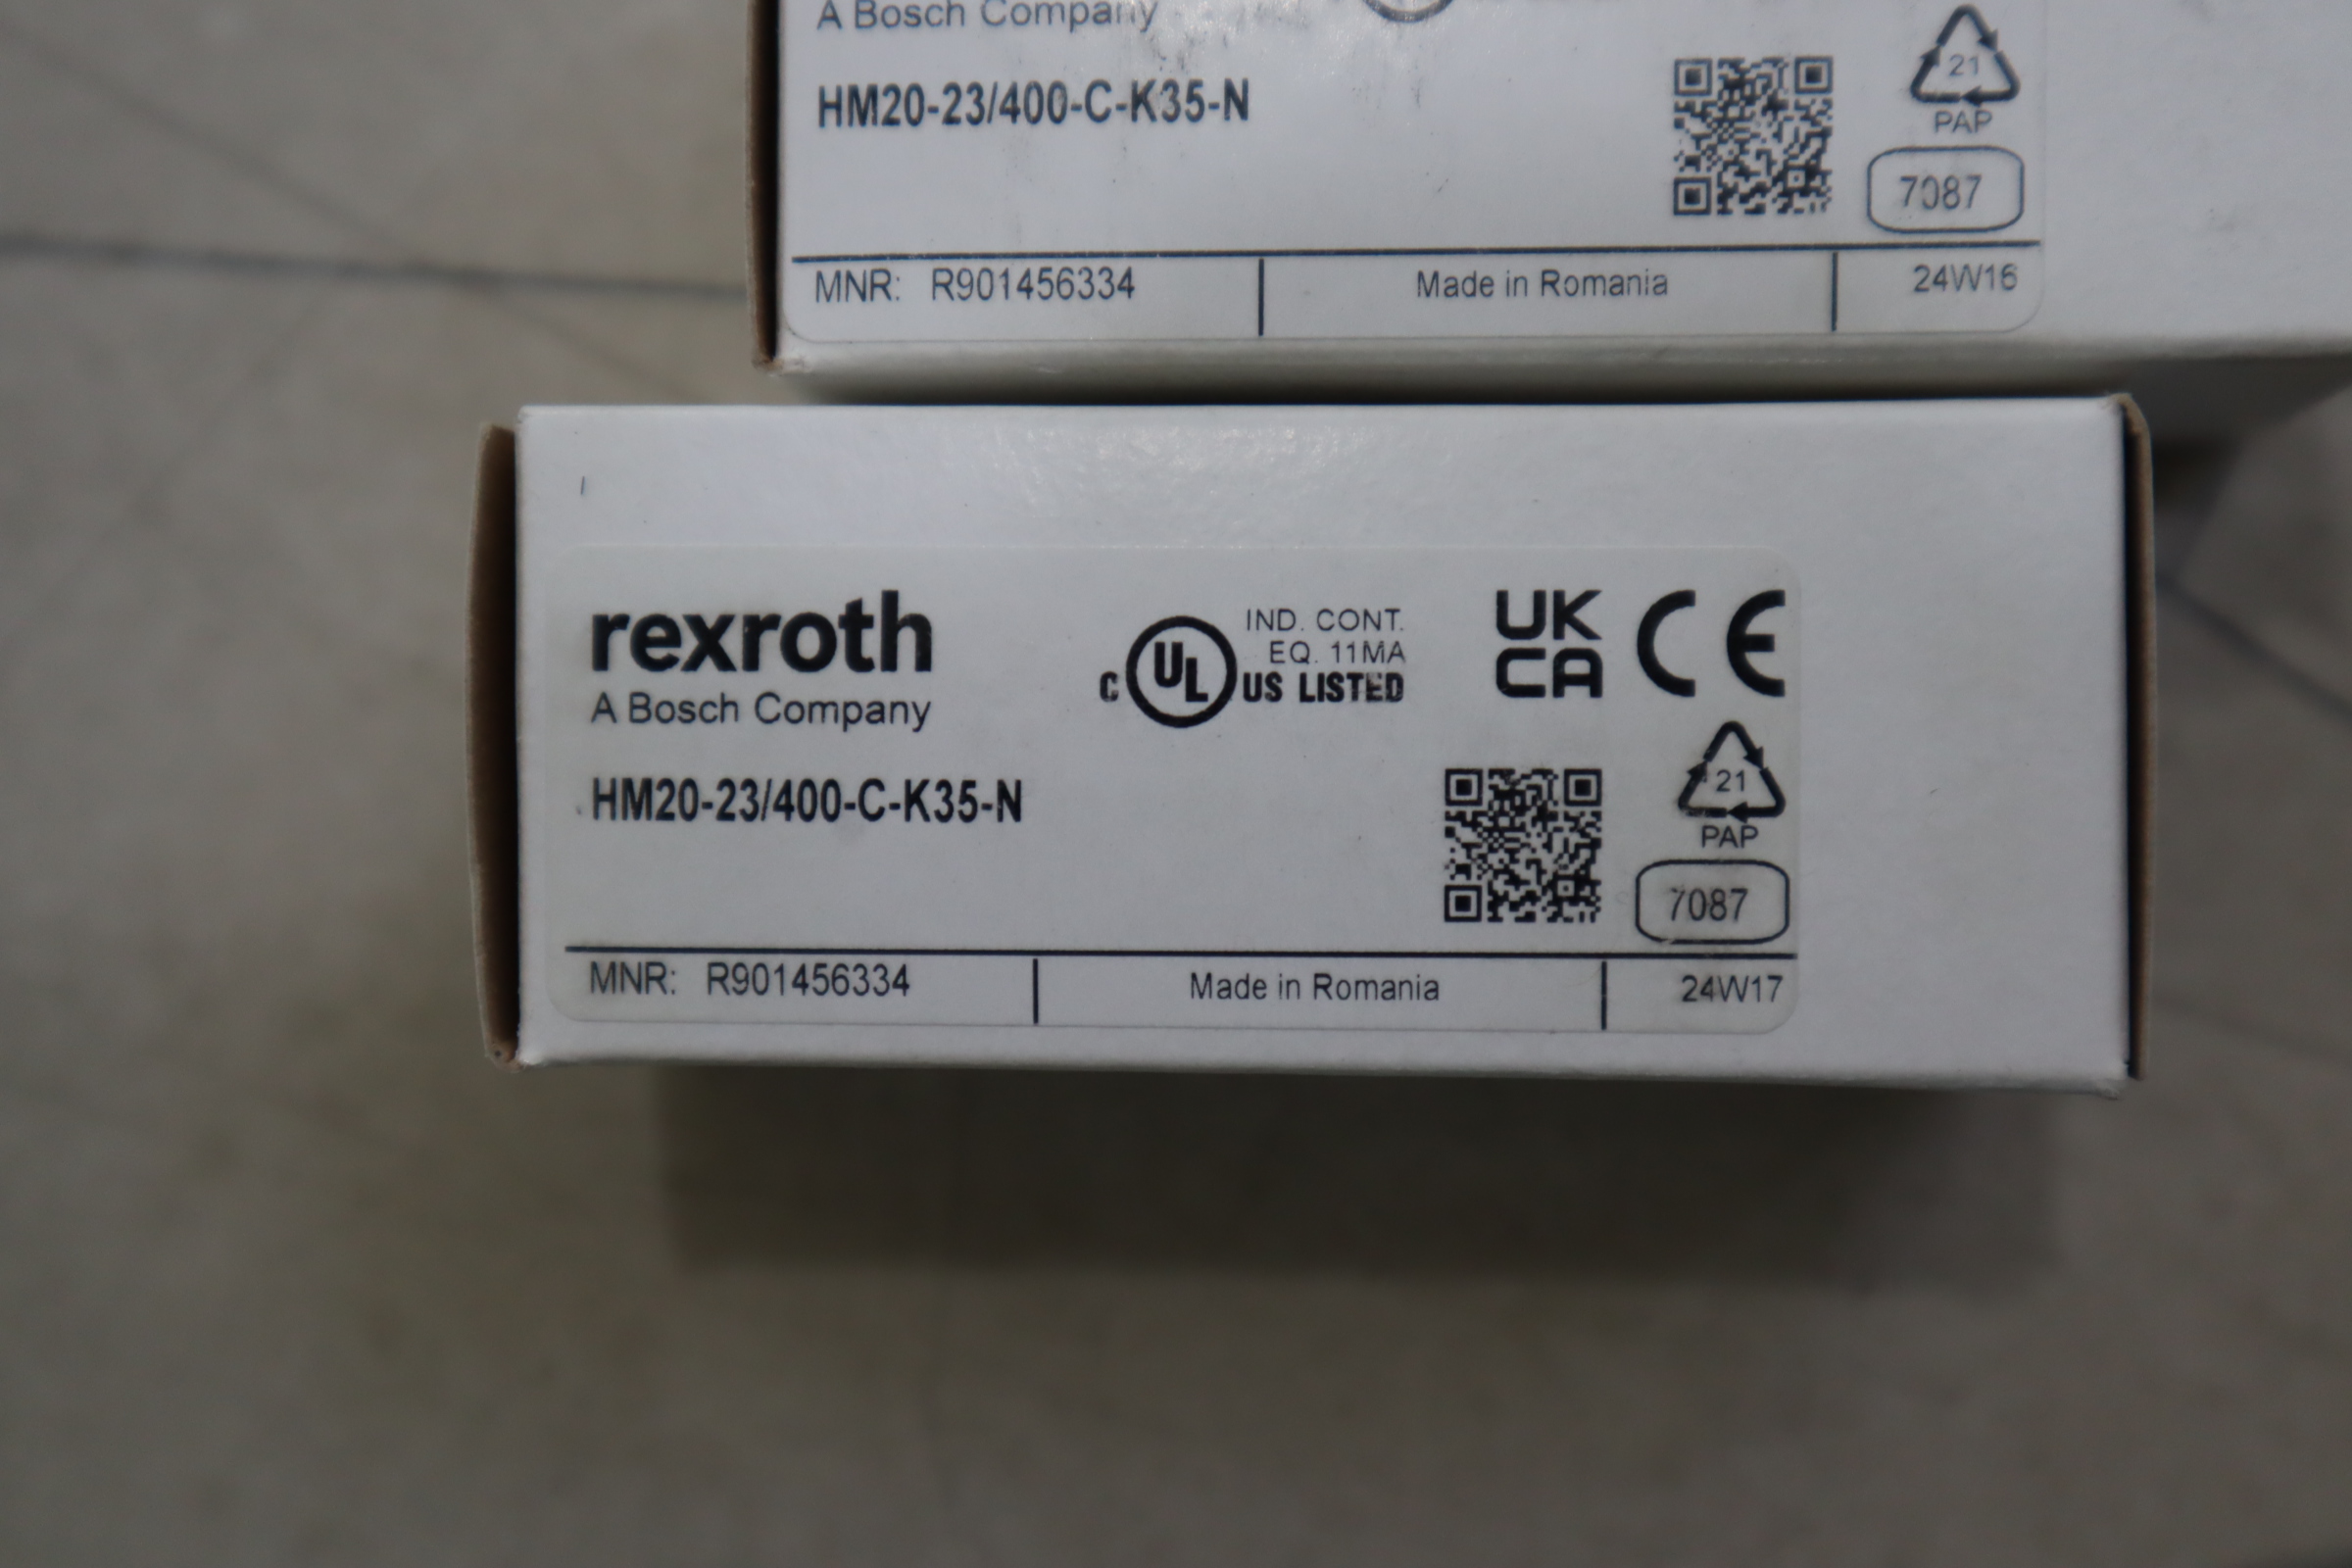 A Bosch Company
HM20-23/400-C-K35-N
21
PAP
7087
MNR: R901456334
Made in Romania
24W16
rexroth
A Bosch Company
C UL US LISTED
IND. CONT.
EQ. 11MA
UK
CA
CE
HM20-23/400-C-K35-N
21
PAP
7087
MNR: R901456334
Made in Romania
24W17